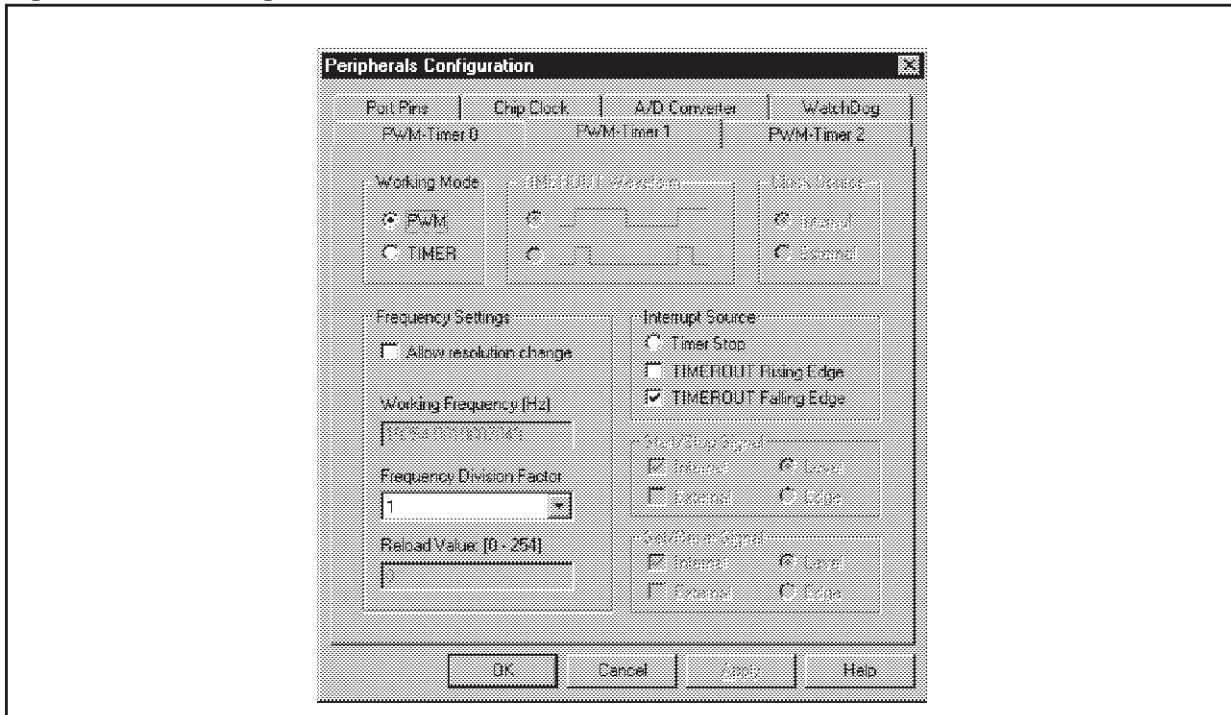 Peripherals Configuration
Port Pins Chip Clock A/D Converter WatchDog
PWM-Timer 0 PWM-Timer 1 PWM-Timer 2
Working Mode TIMEROUT Waveform Clock Source
PWM Internal
TIMER External
Frequency Settings
Allow resolution change
Working Frequency (Hz)
Frequency Division Factor
1
Reload Value: [0 - 254]
0
Interrupt Source
Timer Stop
TIMEROUT Rising Edge
TIMEROUT Falling Edge
Start/Stop Signal
Internal Level
External Edge
Signal
Internal Level
External Edge
OK Cancel Apply Help